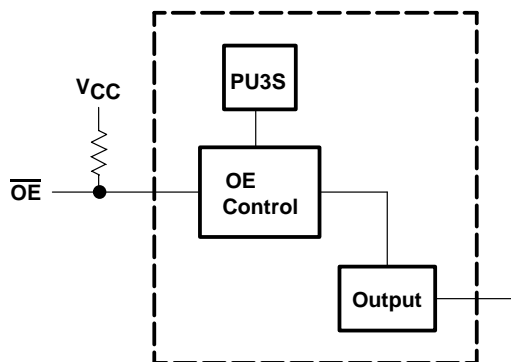 PU3S
VCC
OE
OE
Control
Output